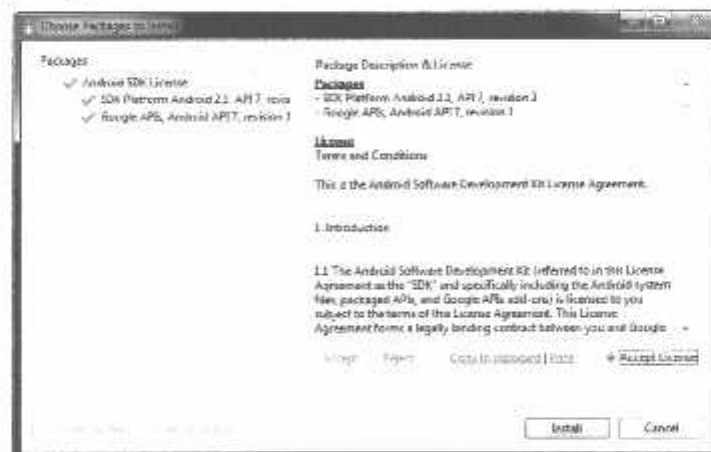 Choose Packages to Install
Packages
Android SDK License
SDK Platform Android 2.1, API 7, revis
Google APIs, Android API 7, revision 1
Package Description & License
Packages
- SDK Platform Android 2.1, API 7, revision 3
- Google APIs, Android API 7, revision 1
License
Terms and Conditions
This is the Android Software Development Kit License Agreement.
1. Introduction
1.1 The Android Software Development Kit (referred to in this License
Agreement as the "SDK" and specifically including the Android system
files, packaged APIs, and Google APIs add-ons) is licensed to you
subject to the terms of this License Agreement. This License
Agreement forms a legally binding contract between you and Google
Accept Reject Copy to clipboard | Print Accept License
Install Cancel